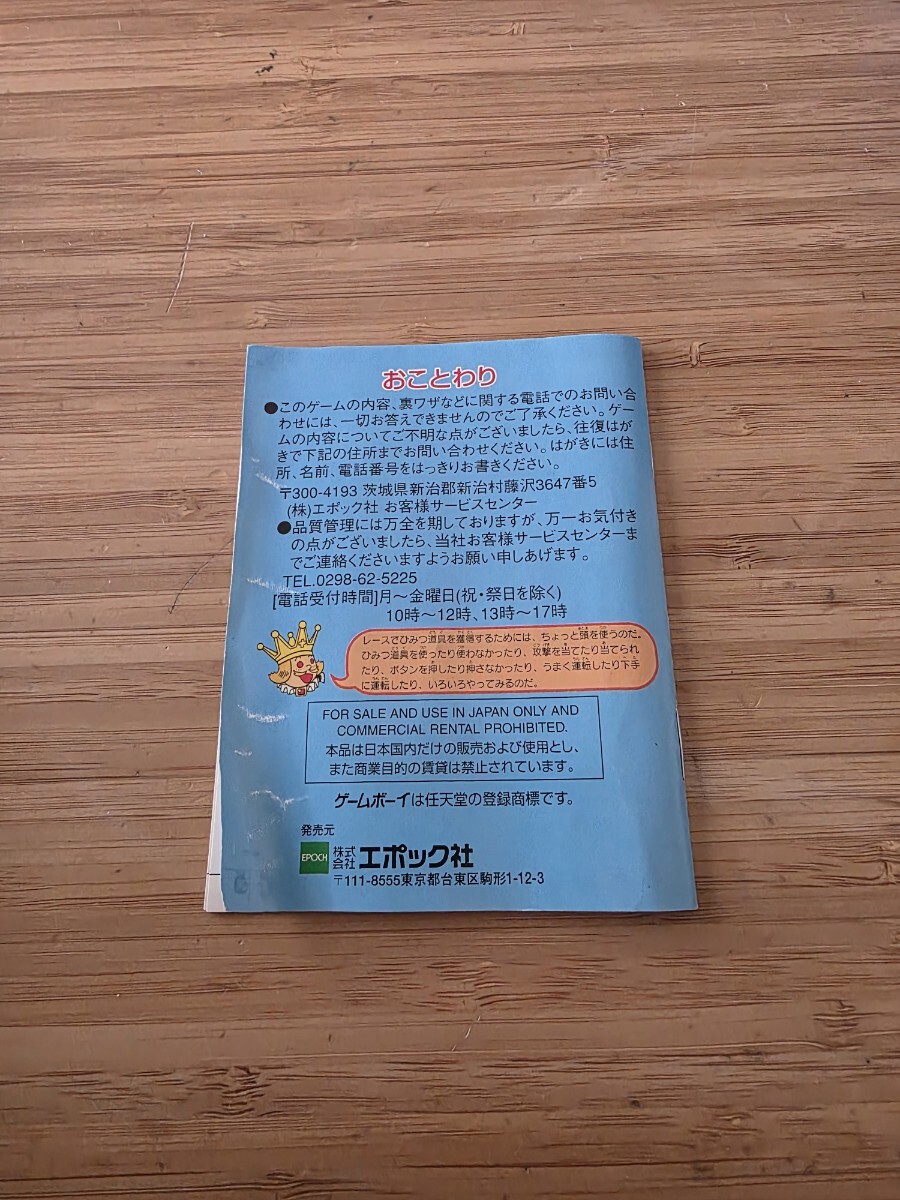 おことわり
●このゲームの内容、裏ワザなどに関する電話でのお問い合
わせには、一切お答えできませんのでご了承ください。ゲー
ムの内容についてご不明な点がございましたら、往復はが
きで下記の住所までお問い合わせください。はがきには住
所、名前、電話番号をはっきりお書きください。
〒300-4193 茨城県新治郡新治村藤沢3647番5
(株)エポック社 お客様サービスセンター
●品質管理には万全を期しておりますが、万一お気付き
の点がございましたら、当社お客様サービスセンターま
でご連絡くださいますようお願い申しあげます。
TEL.0298-62-5225
[電話受付時間]月～金曜日(祝・祭日を除く)
10時～12時、13時～17時
レースでひみつ道具を獲得するためには、ちょっと頭を使うのだ。
ひみつ道具を使ったり使わなかったり、攻撃を当てたり当てられ
たり、ボタンを押したり押さなかったり、うまく運転したり下手
に運転したり、いろいろやってみるのだ。
FOR SALE AND USE IN JAPAN ONLY AND
COMMERCIAL RENTAL PROHIBITED.
本品は日本国内だけの販売および使用とし、
また商業目的の賃貸は禁止されています。
ゲームボーイは任天堂の登録商標です。
発売元
EPOCH 株式会社エポック社
〒111-8555東京都台東区駒形1-12-3